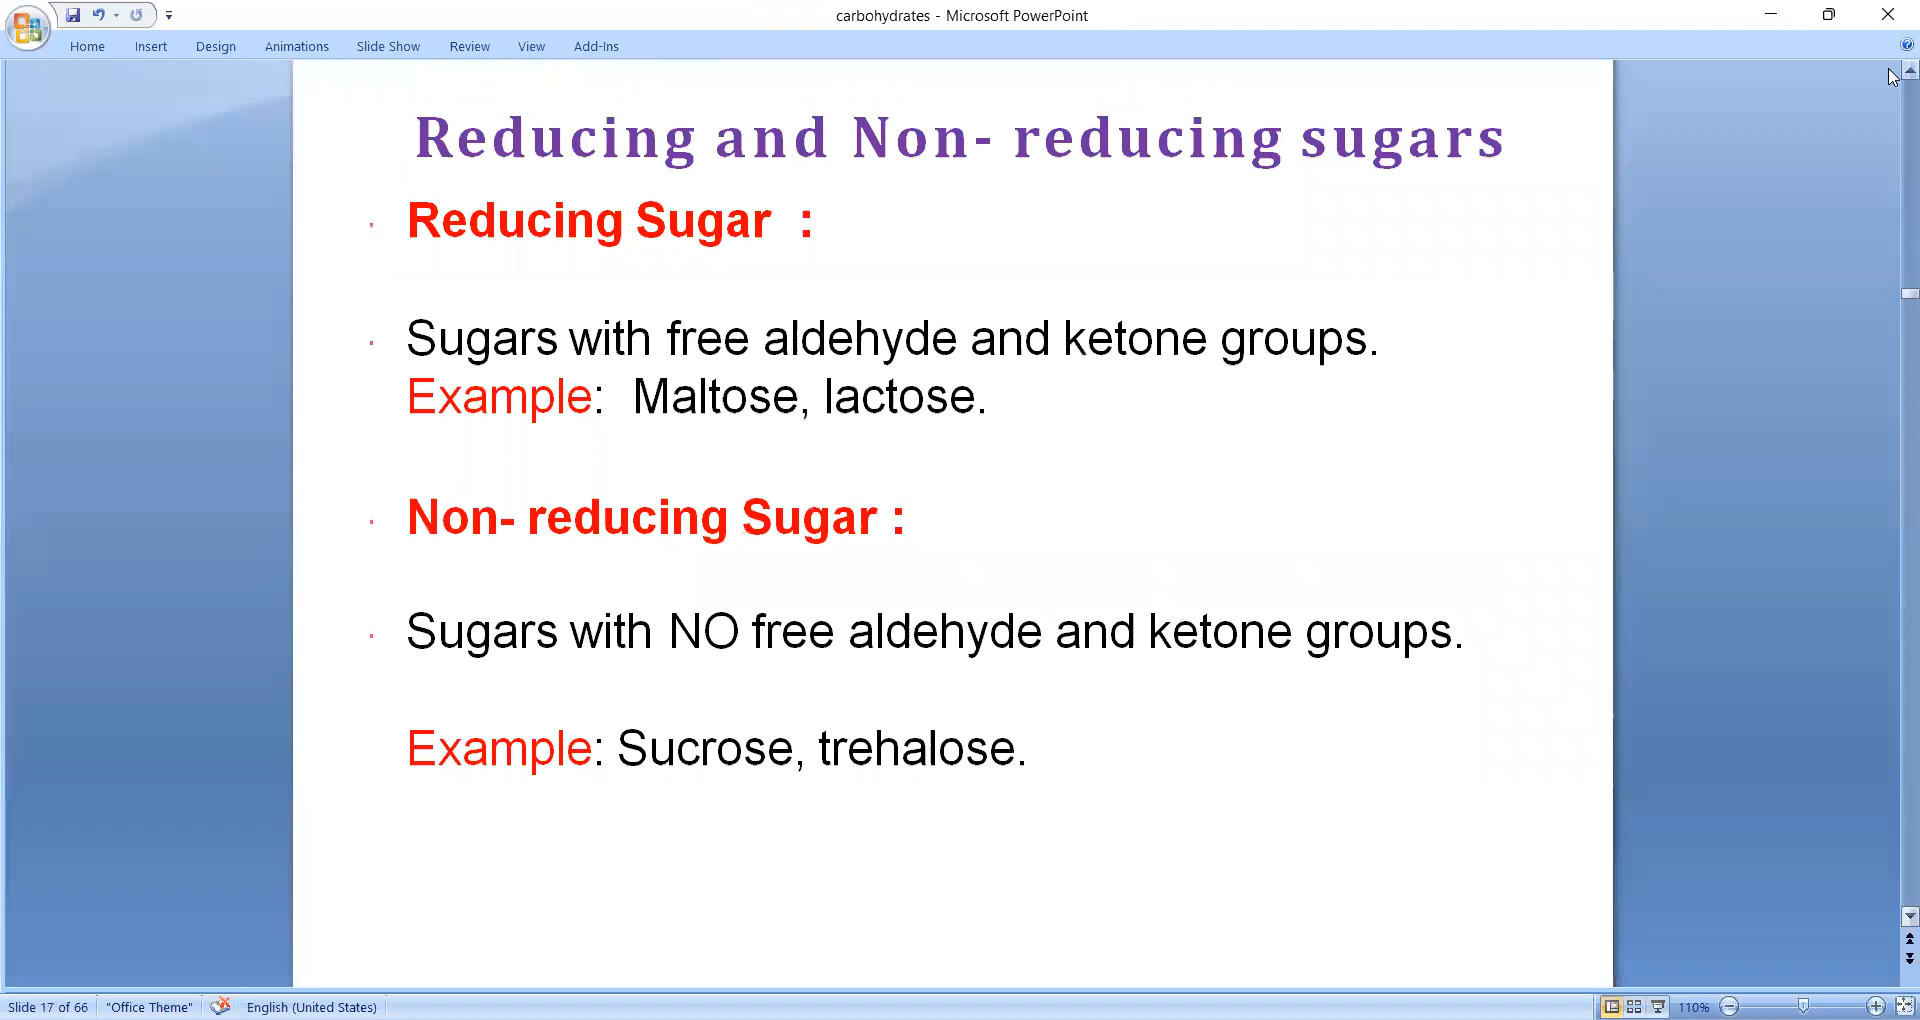 carbohydrates - Microsoft PowerPoint
Home Insert Design Animations Slide Show Review View Add-Ins
Reducing and Non- reducing sugars
· Reducing Sugar :
· Sugars with free aldehyde and ketone groups.
Example: Maltose, lactose.
· Non- reducing Sugar :
· Sugars with NO free aldehyde and ketone groups.
Example: Sucrose, trehalose.
Slide 17 of 66 "Office Theme" English (United States) 110%